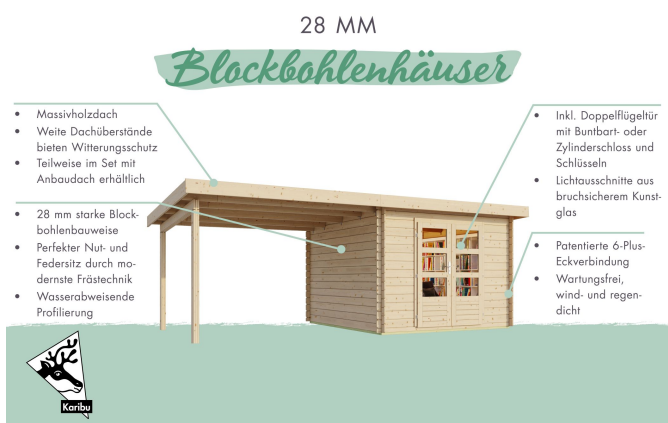 28 MM
Blockbohlenhäuser
• Massivholzdach
• Weite Dachüberstände
bieten Witterungsschutz
• Teilweise im Set mit
Anbaudach erhältlich
• 28 mm starke Block-
bohlenbauweise
• Perfekter Nut- und
Federsitz durch mo-
dernste Frästechnik
• Wasserabweisende
Profilierung
• Inkl. Doppelflügeltür
mit Buntbart- oder
Zylinderschloss und
Schlüsseln
• Lichtausschnitte aus
bruchsicherem Kunst-
glas
• Patentierte 6-Plus-
Eckverbindung
• Wartungsfrei,
wind- und regen-
dicht
Karibu